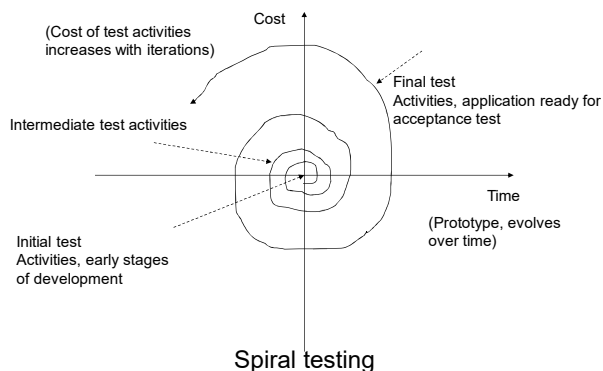 Cost
(Cost of test activities
increases with iterations)
Final test
Activities, application ready for
acceptance test
Intermediate test activities
Time
(Prototype, evolves
over time)
Initial test
Activities, early stages
of development
Spiral testing